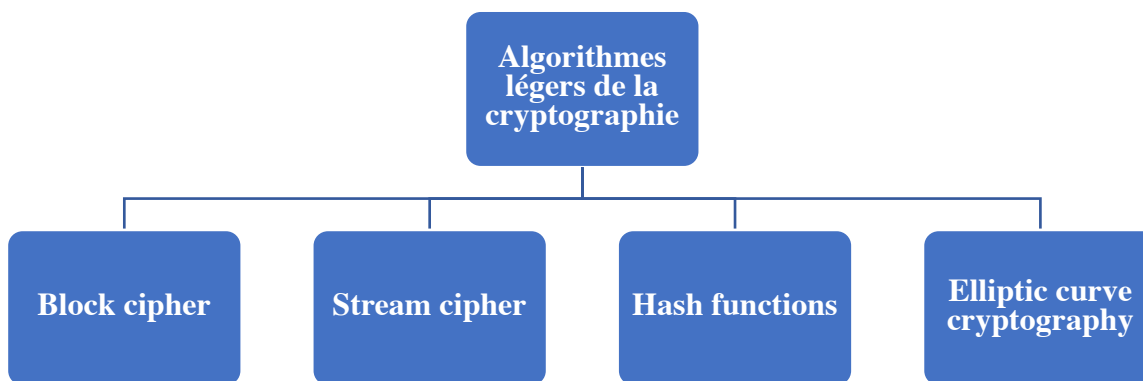 Algorithmes
légers de la
cryptographie
Block cipher
Stream cipher
Hash functions
Elliptic curve
cryptography